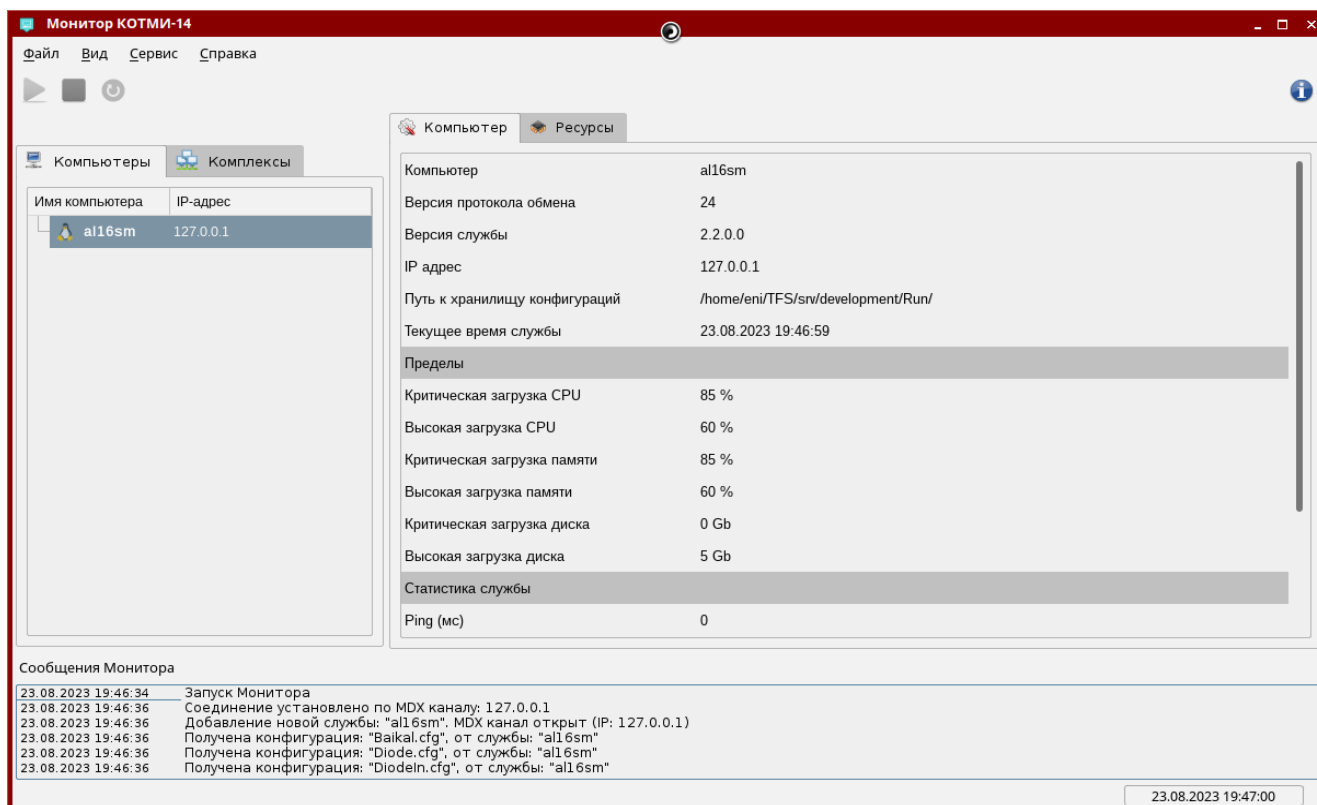 Монитор КОТМИ-14
Файл Вид Сервис Справка
Компьютер Ресурсы
Компьютеры Комплексы
Имя компьютера IP-адрес
al16sm 127.0.0.1
Компьютер al16sm
Версия протокола обмена 24
Версия службы 2.2.0.0
IP адрес 127.0.0.1
Путь к хранилищу конфигураций /home/eni/TFS/srv/development/Run/
Текущее время службы 23.08.2023 19:46:59
Пределы
Критическая загрузка CPU 85 %
Высокая загрузка CPU 60 %
Критическая загрузка памяти 85 %
Высокая загрузка памяти 60 %
Критическая загрузка диска 0 Gb
Высокая загрузка диска 5 Gb
Статистика службы
Ping (мс) 0
Сообщения Монитора
23.08.2023 19:46:34 Запуск Монитора
23.08.2023 19:46:36 Соединение установлено по MDX каналу: 127.0.0.1
23.08.2023 19:46:36 Добавление новой службы: "al16sm". MDX канал открыт (IP: 127.0.0.1)
23.08.2023 19:46:36 Получена конфигурация: "Baikal.cfg", от службы: "al16sm"
23.08.2023 19:46:36 Получена конфигурация: "Diode.cfg", от службы: "al16sm"
23.08.2023 19:46:36 Получена конфигурация: "DiodeIn.cfg", от службы: "al16sm"
23.08.2023 19:47:00